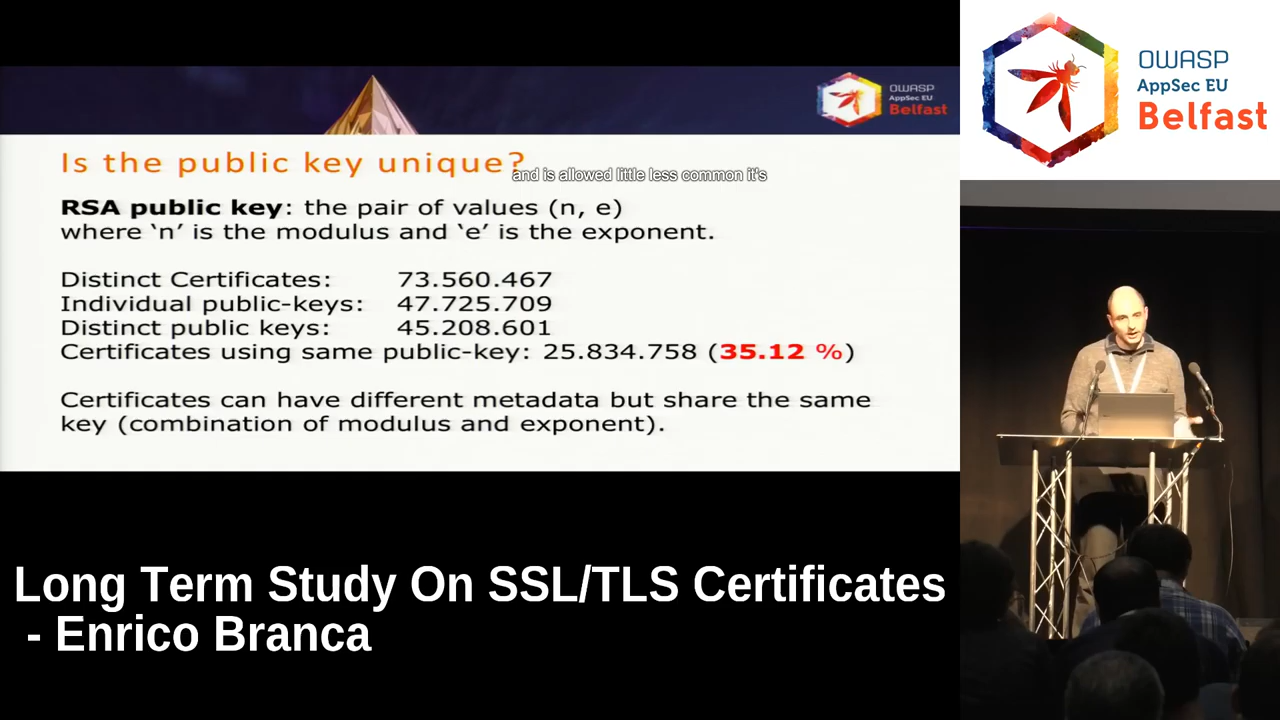 OWASP
AppSec EU
Belfast
OWASP
AppSec EU
Belfast
Is the public key unique?
and is allowed little less common it's
RSA public key: the pair of values (n, e)
where ‘n’ is the modulus and ‘e’ is the exponent.
Distinct Certificates: 73.560.467
Individual public-keys: 47.725.709
Distinct public keys: 45.208.601
Certificates using same public-key: 25.834.758 (35.12 %)
Certificates can have different metadata but share the same
key (combination of modulus and exponent).
Long Term Study On SSL/TLS Certificates
- Enrico Branca